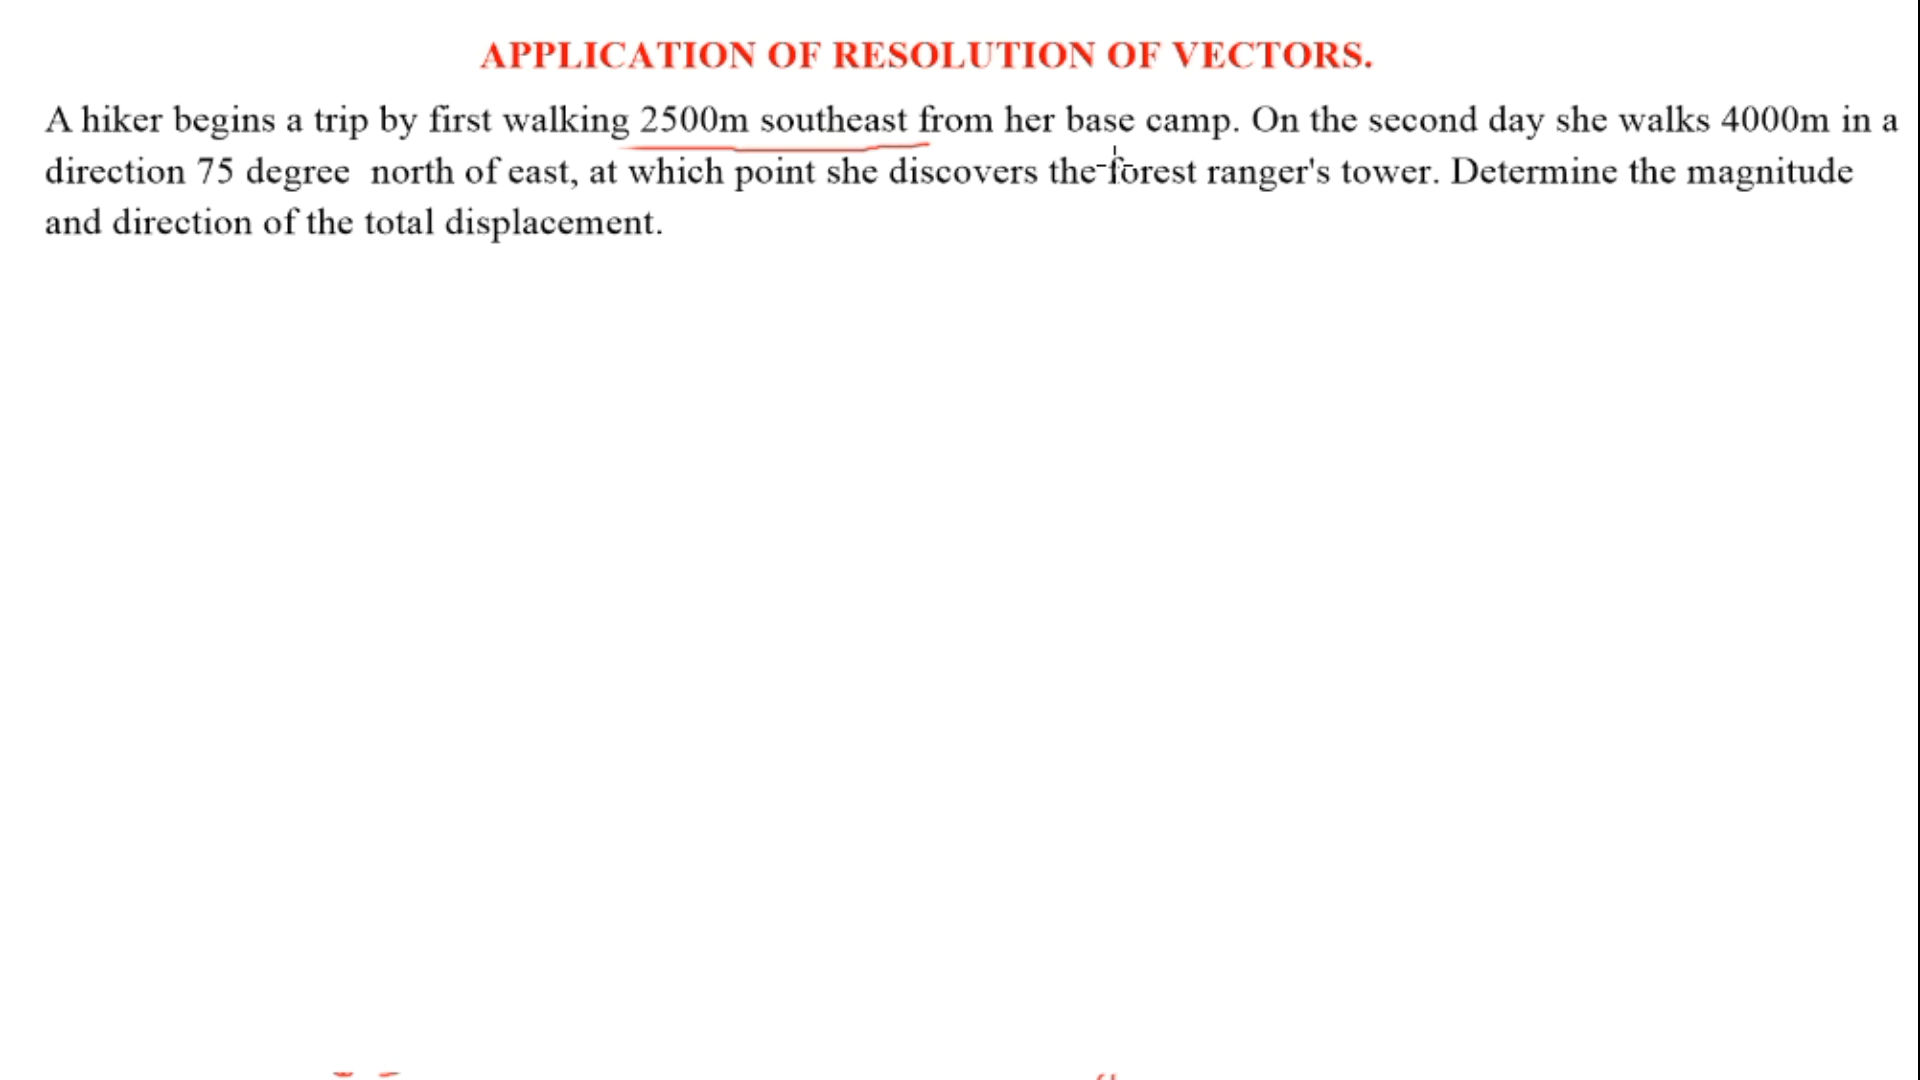 APPLICATION OF RESOLUTION OF VECTORS.
A hiker begins a trip by first walking 2500m southeast from her base camp. On the second day she walks 4000m in a
direction 75 degree  north of east, at which point she discovers the forest ranger's tower. Determine the magnitude
and direction of the total displacement.